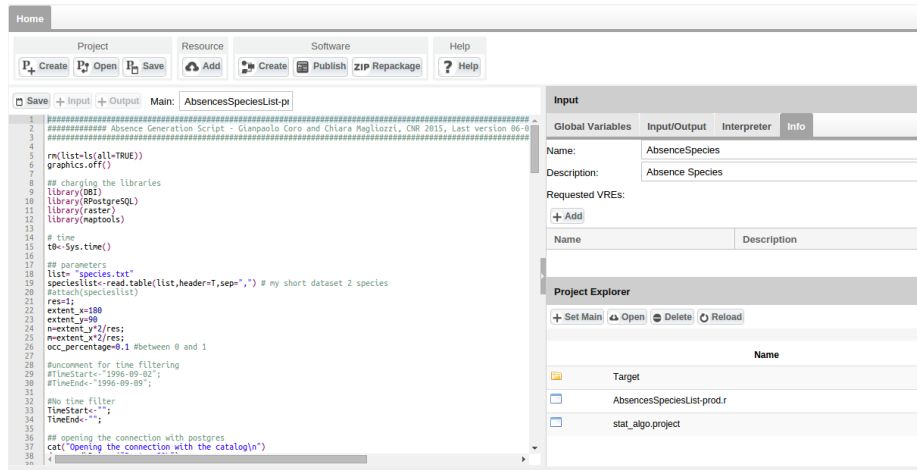 Home
Project
Resource
Software
Help
Create Open Save
Add
Create Publish ZIP Repackage
? Help
Save + Input + Output Main: AbsencesSpeciesList-pr
1 ####################
2 ############# Absence Generation Script - Gianpaolo Coro and Chiara Magliozzi, CNR 2015, Last version 06-0
3 ####################
4
5 rm(list=ls(all=TRUE))
6 graphics.off()
7
8 ## charging the libraries
9 library(DBI)
10 library(RPostgreSQL)
11 library(raster)
12 library(maptools)
13
14 # time
15 t0<-Sys.time()
16
17 ## parameters
18 list= "species.txt"
19 specieslist<-read.table(list,header=T,sep=",") # my short dataset 2 species
20 #attach(specieslist)
21 res=1;
22 extent_x=180
23 extent_y=90
24 n=extent_y*2/res;
25 m=extent_x*2/res;
26 occ_percentage=0.1 #between 0 and 1
27
28 #uncomment for time filtering
29 #TimeStart<-"1996-09-02";
30 #TimeEnd<-"1996-09-09";
31
32 #No time filter
33 TimeStart<-"";
34 TimeEnd<-"";
35
36 ## opening the connection with postgres
37 cat("Opening the connection with the catalog\n")
38
Input
Global Variables Input/Output Interpreter Info
Name: AbsenceSpecies
Description: Absence Species
Requested VREs:
+ Add
Name Description
Project Explorer
+ Set Main Open Delete Reload
Name
Target
AbsencesSpeciesList-prod.r
stat_algo.project